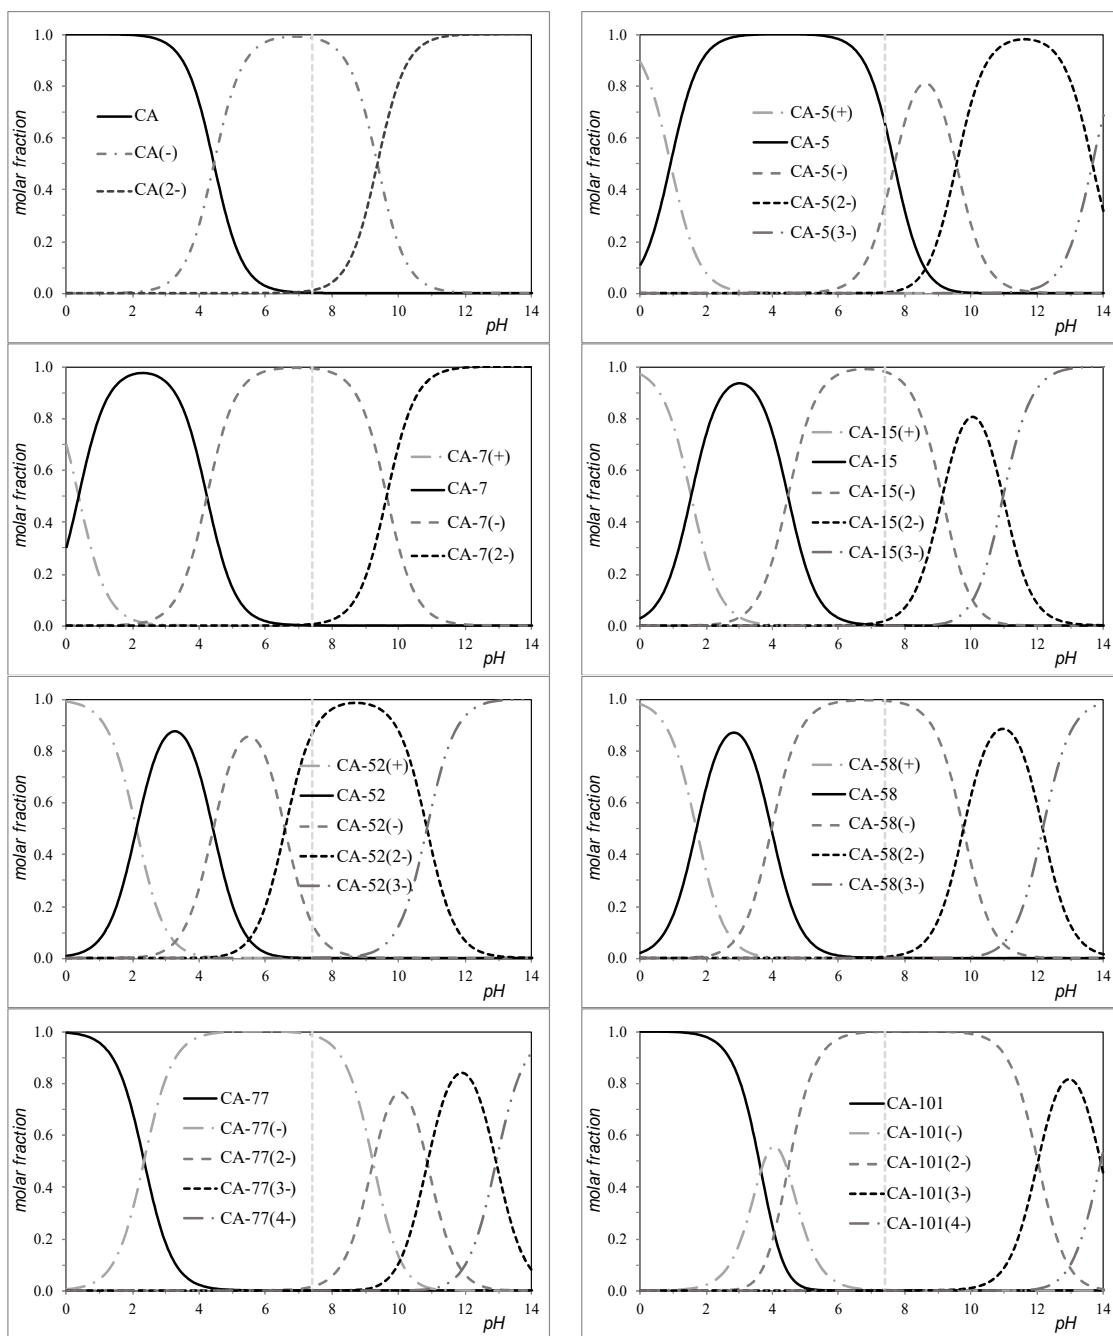 molar fraction
1.0
0.8
0.6
0.4
0.2
0.0
CA
CA(-)
CA(2-)
0 2 4 6 8 10 12 14
pH
molar fraction
1.0
0.8
0.6
0.4
0.2
0.0
CA-5(+)
CA-5
CA-5(-)
CA-5(2-)
CA-5(3-)
0 2 4 6 8 10 12 14
pH
molar fraction
1.0
0.8
0.6
0.4
0.2
0.0
CA-7(+)
CA-7
CA-7(-)
CA-7(2-)
0 2 4 6 8 10 12 14
pH
molar fraction
1.0
0.8
0.6
0.4
0.2
0.0
CA-15(+)
CA-15
CA-15(-)
CA-15(2-)
CA-15(3-)
0 2 4 6 8 10 12 14
pH
molar fraction
1.0
0.8
0.6
0.4
0.2
0.0
CA-52(+)
CA-52
CA-52(-)
CA-52(2-)
CA-52(3-)
0 2 4 6 8 10 12 14
pH
molar fraction
1.0
0.8
0.6
0.4
0.2
0.0
CA-58(+)
CA-58
CA-58(-)
CA-58(2-)
CA-58(3-)
0 2 4 6 8 10 12 14
pH
molar fraction
1.0
0.8
0.6
0.4
0.2
0.0
CA-77
CA-77(-)
CA-77(2-)
CA-77(3-)
CA-77(4-)
0 2 4 6 8 10 12 14
pH
molar fraction
1.0
0.8
0.6
0.4
0.2
0.0
CA-101
CA-101(-)
CA-101(2-)
CA-101(3-)
CA-101(4-)
0 2 4 6 8 10 12 14
pH